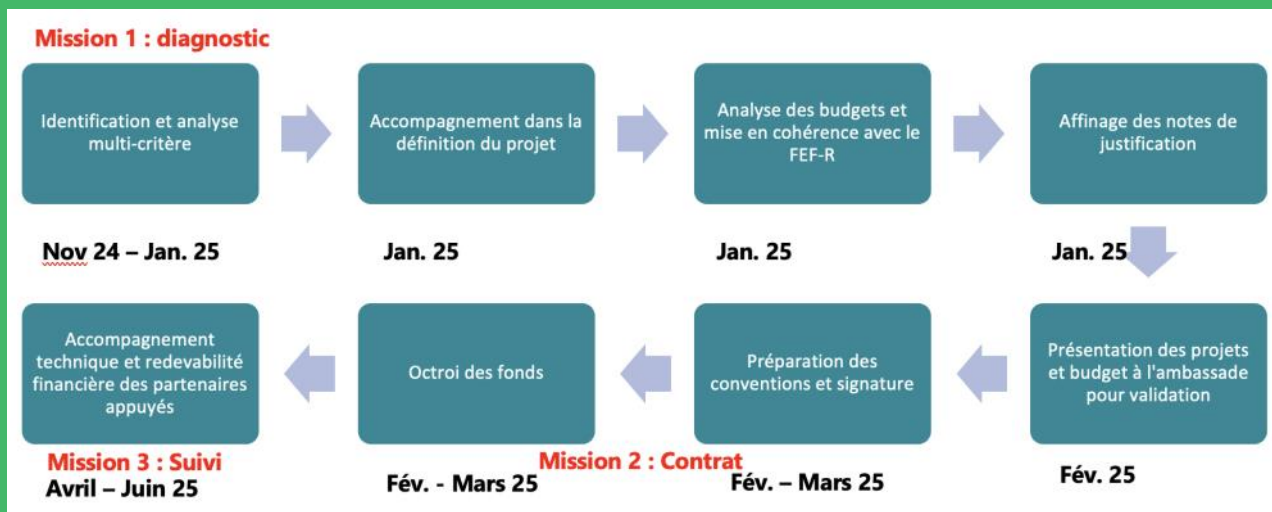 Mission 1 : diagnostic
Identification et analyse
multi-critère
Accompagnement dans la
définition du projet
Analyse des budgets et
mise en cohérence avec le
FEF-R
Affinage des notes de
justification
Nov 24 – Jan. 25
Jan. 25
Jan. 25
Jan. 25
Présentation des projets
et budget à l'ambassade
pour validation
Préparation des
conventions et signature
Octroi des fonds
Accompagnement
technique et redevabilité
financière des partenaires
appuyés
Fév. 25
Mission 2 : Contrat
Fév. – Mars 25
Fév. - Mars 25
Mission 3 : Suivi
Avril – Juin 25